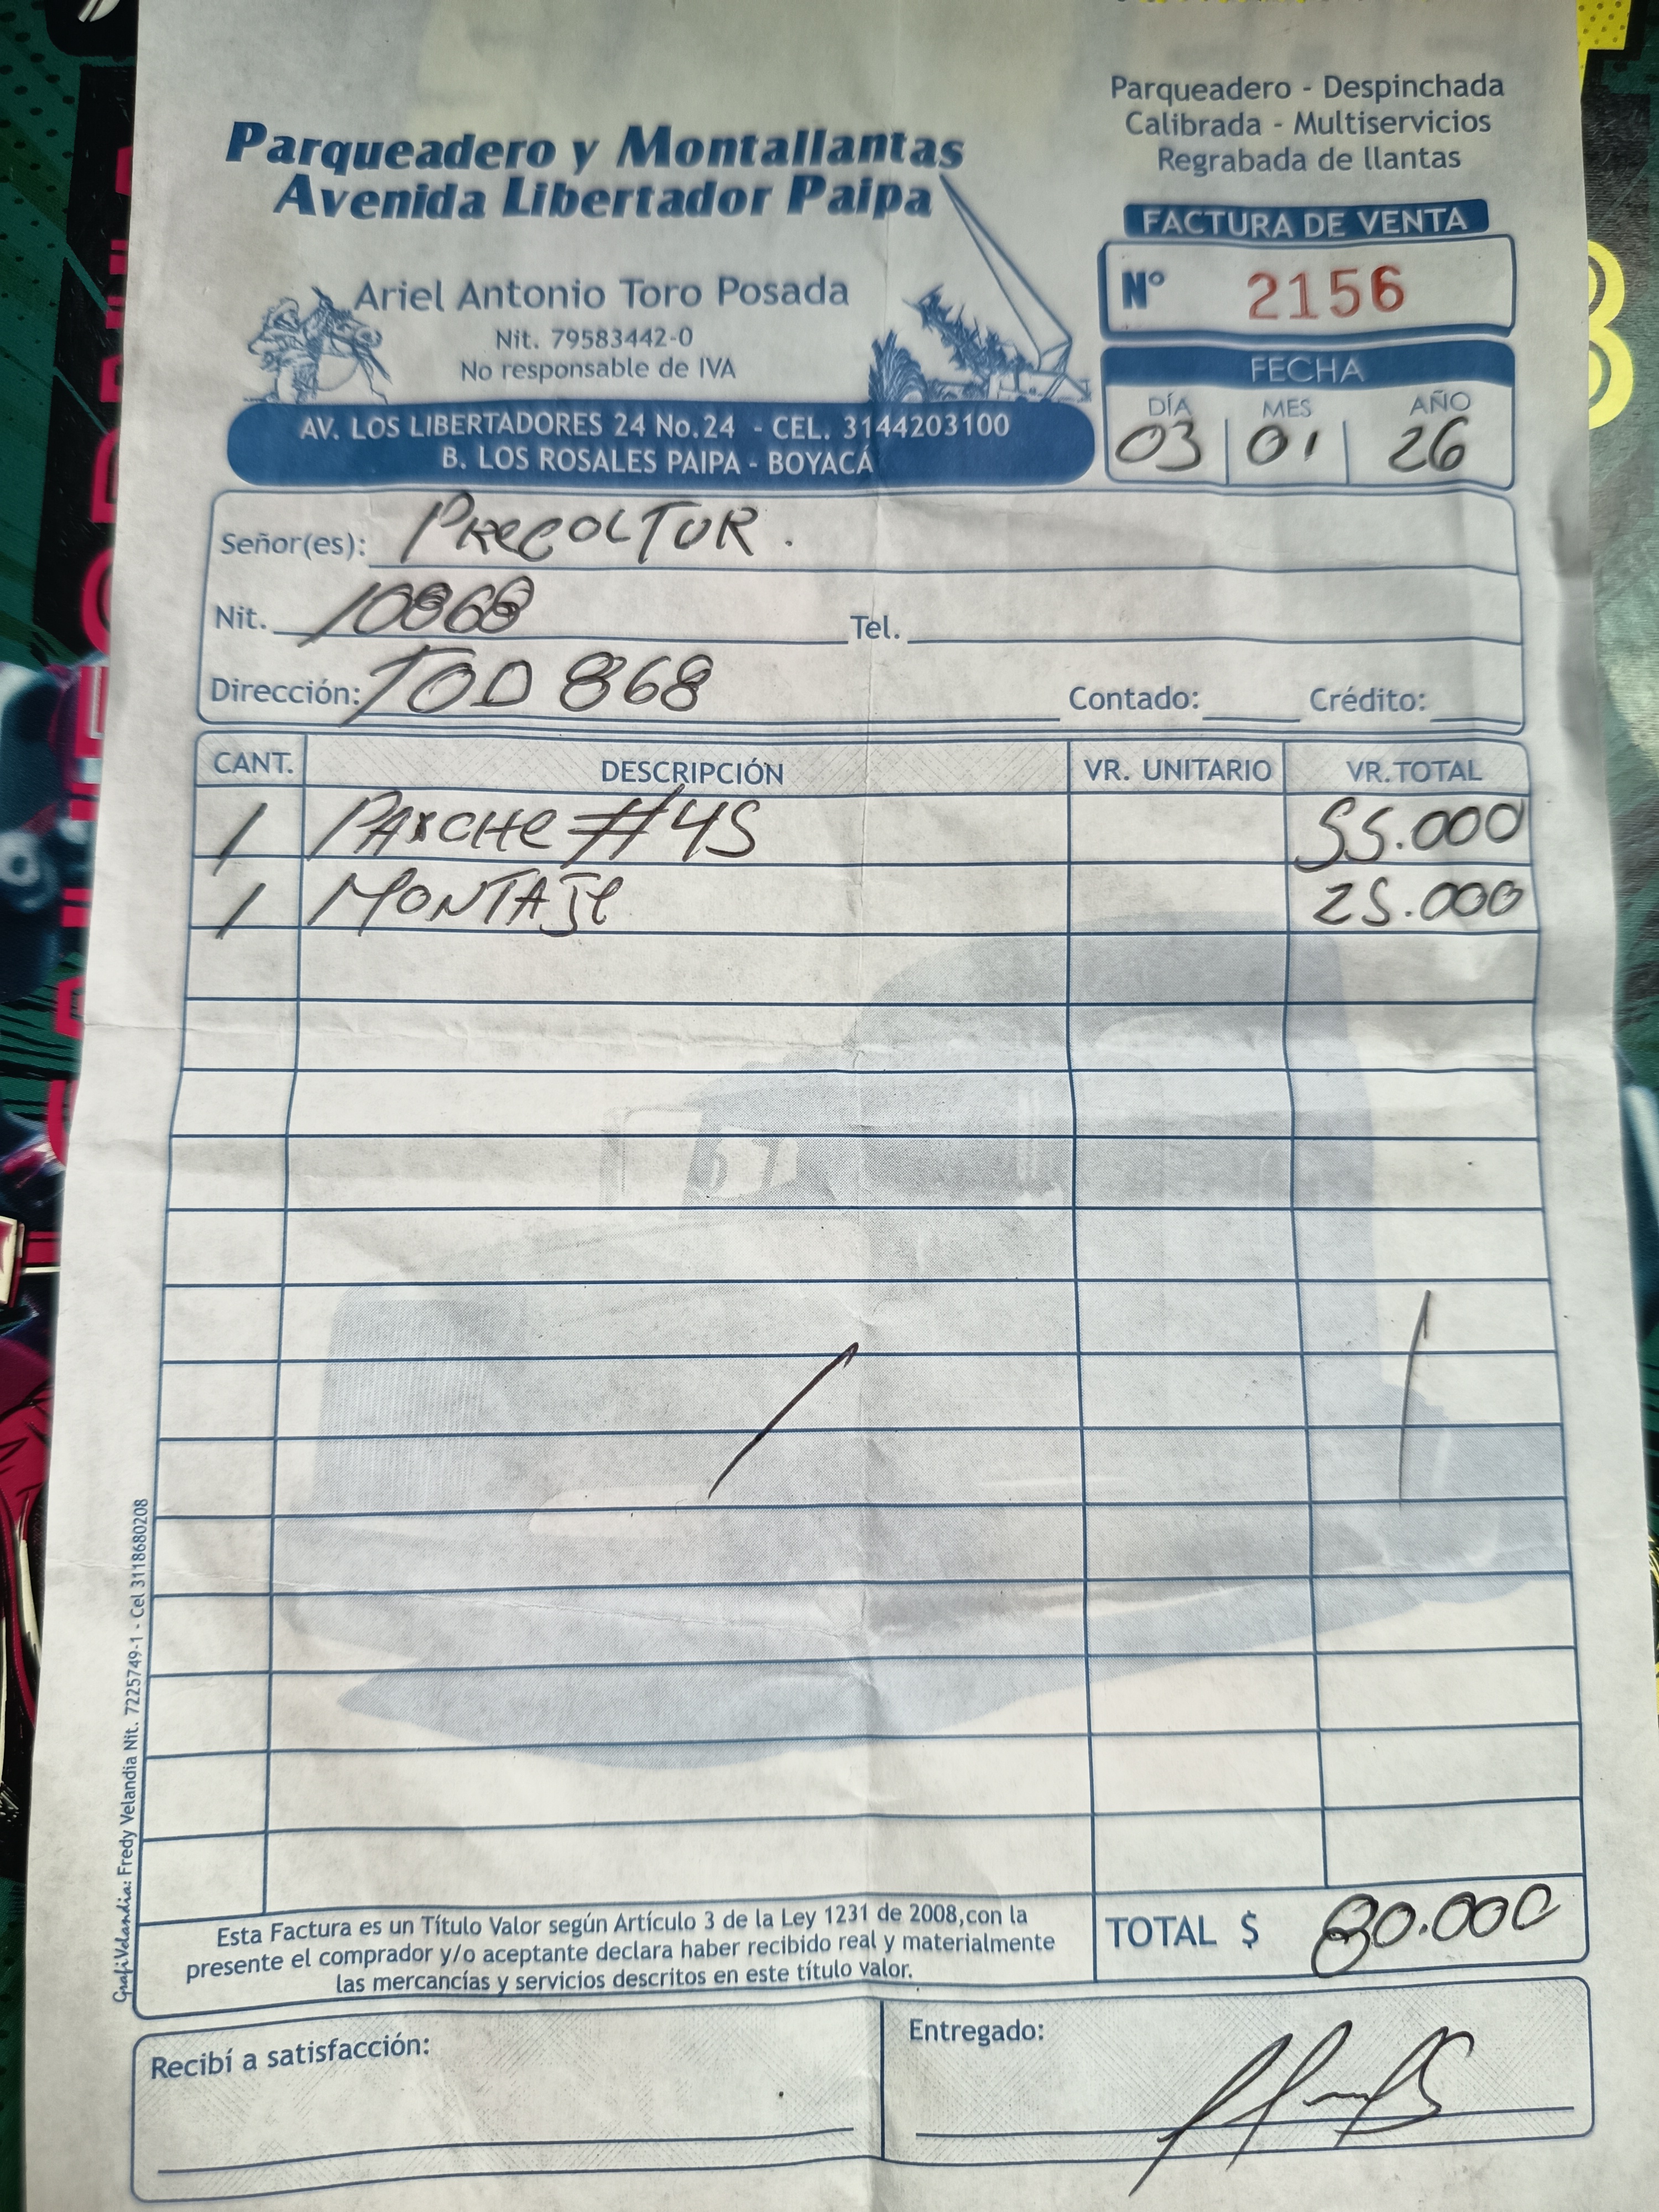 Parqueadero - Despinchada
Calibrada - Multiservicios
Regrabada de llantas
Parqueadero y Montallantas
Avenida Libertador Paipa
Ariel Antonio Toro Posada
Nit. 79583442-0
No responsable de IVA
AV. LOS LIBERTADORES 24 No.24 - CEL. 3144203100
B. LOS ROSALES PAIPA - BOYACÁ
FACTURA DE VENTA
Nº 2156
FECHA
DÍA MES AÑO
03 01 26
Señor(es): PRECOLTUR.
Nit. 10868 Tel.
Dirección: TOD 868 Contado: Crédito:
CANT. DESCRIPCIÓN VR. UNITARIO VR. TOTAL
1 PARCHE #45 55.000
1 MONTAJE 25.000
Esta Factura es un Título Valor según Artículo 3 de la Ley 1231 de 2008,con la
presente el comprador y/o aceptante declara haber recibido real y materialmente
las mercancías y servicios descritos en este título valor.
TOTAL $ 80.000
Recibí a satisfacción:
Entregado:
GrafiVelandia: Fredy Velandia Nit. 7225749-1 - Cel 3118680208